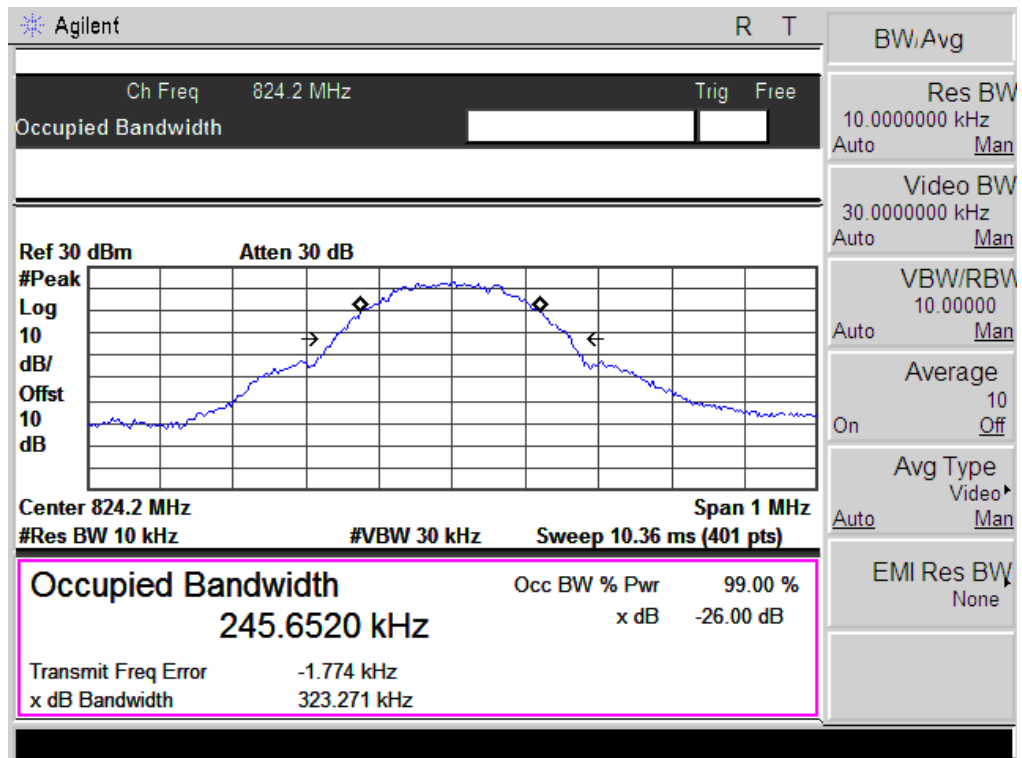 Agilent R T
Ch Freq 824.2 MHz Trig Free
Occupied Bandwidth
Ref 30 dBm Atten 30 dB
#Peak
Log
10
dB/
Offst
10
dB
Center 824.2 MHz Span 1 MHz
#Res BW 10 kHz #VBW 30 kHz Sweep 10.36 ms (401 pts)
Occupied Bandwidth Occ BW % Pwr 99.00 %
245.6520 kHz x dB -26.00 dB
Transmit Freq Error -1.774 kHz
x dB Bandwidth 323.271 kHz
BW/Avg
Res BW
10.0000000 kHz
Auto Man
Video BW
30.0000000 kHz
Auto Man
VBW/RBW
10.00000
Auto Man
Average
10
On Off
Avg Type
Video
Auto Man
EMI Res BW
None